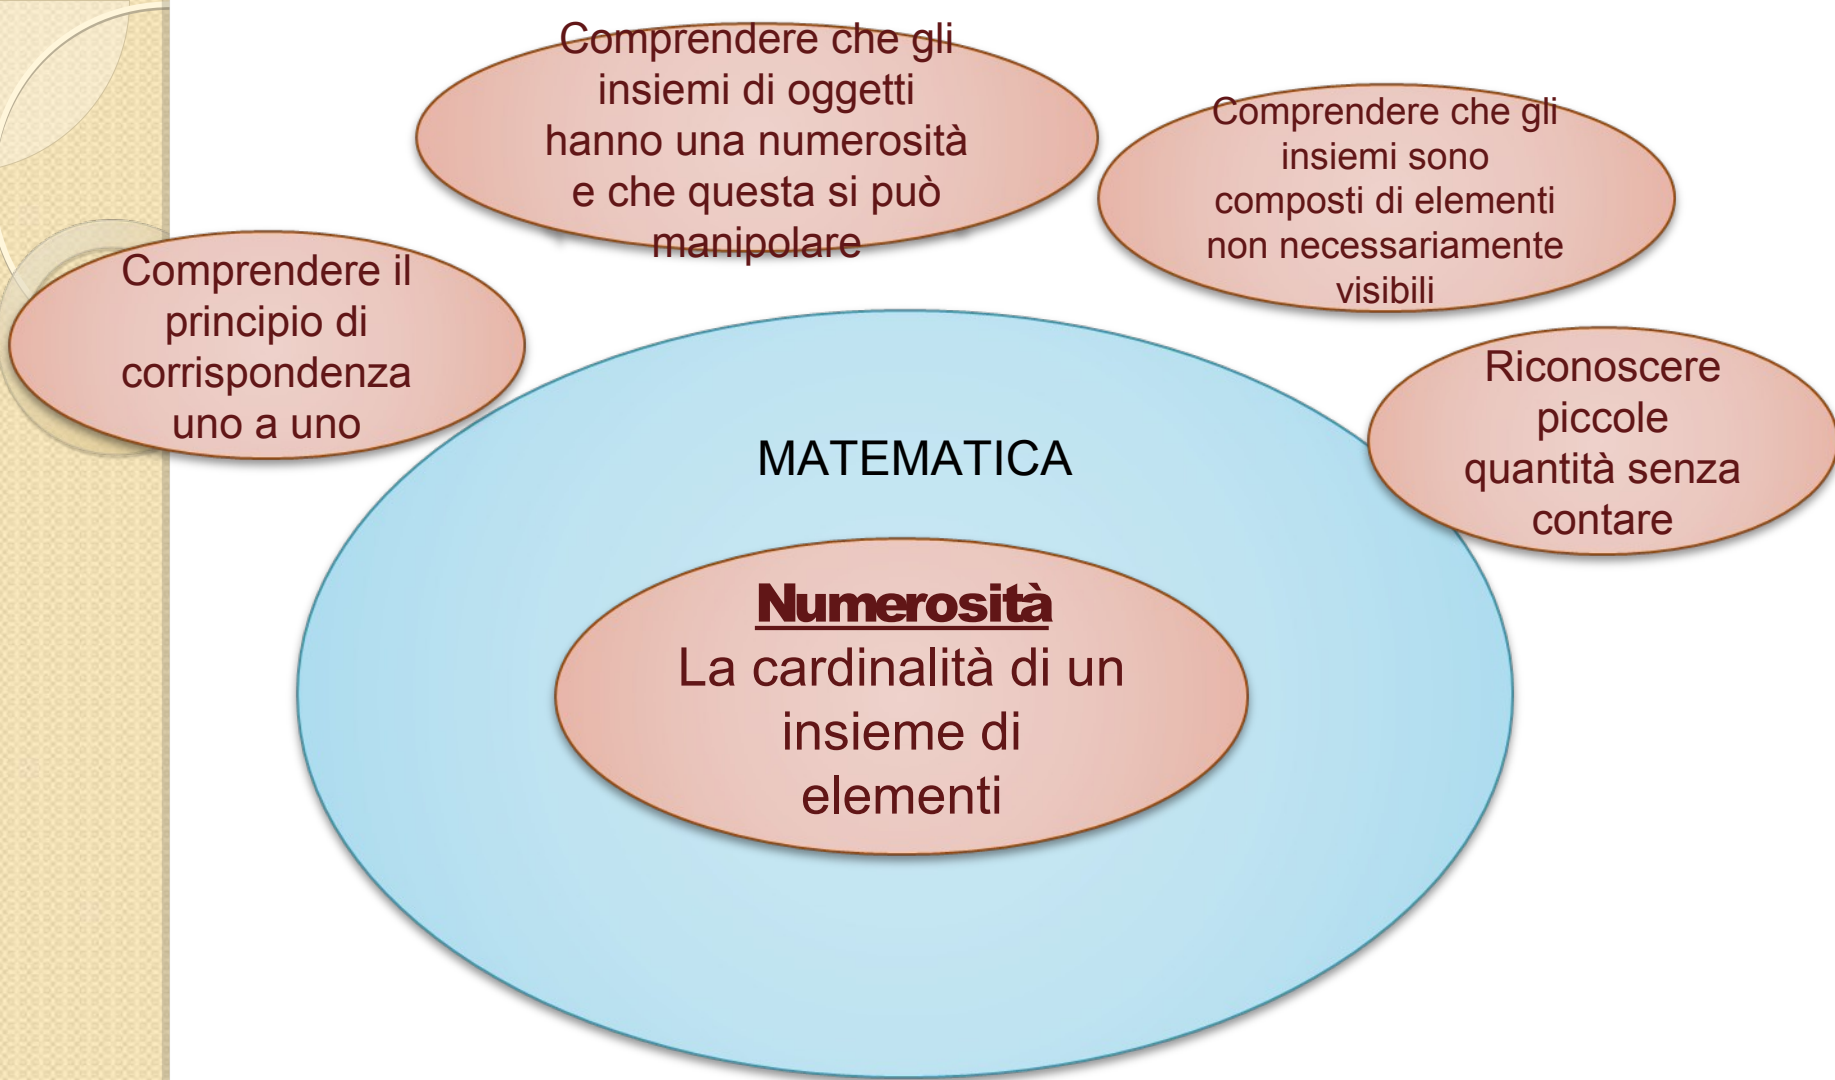 Comprendere che gli
insiemi di oggetti
hanno una numerosità
e che questa si può
manipolare
Comprendere che gli
insiemi sono
composti di elementi
non necessariamente
visibili
Comprendere il
principio di
corrispondenza
uno a uno
Riconoscere
piccole
quantità senza
contare
MATEMATICA
Numerosità
La cardinalità di un
insieme di
elementi